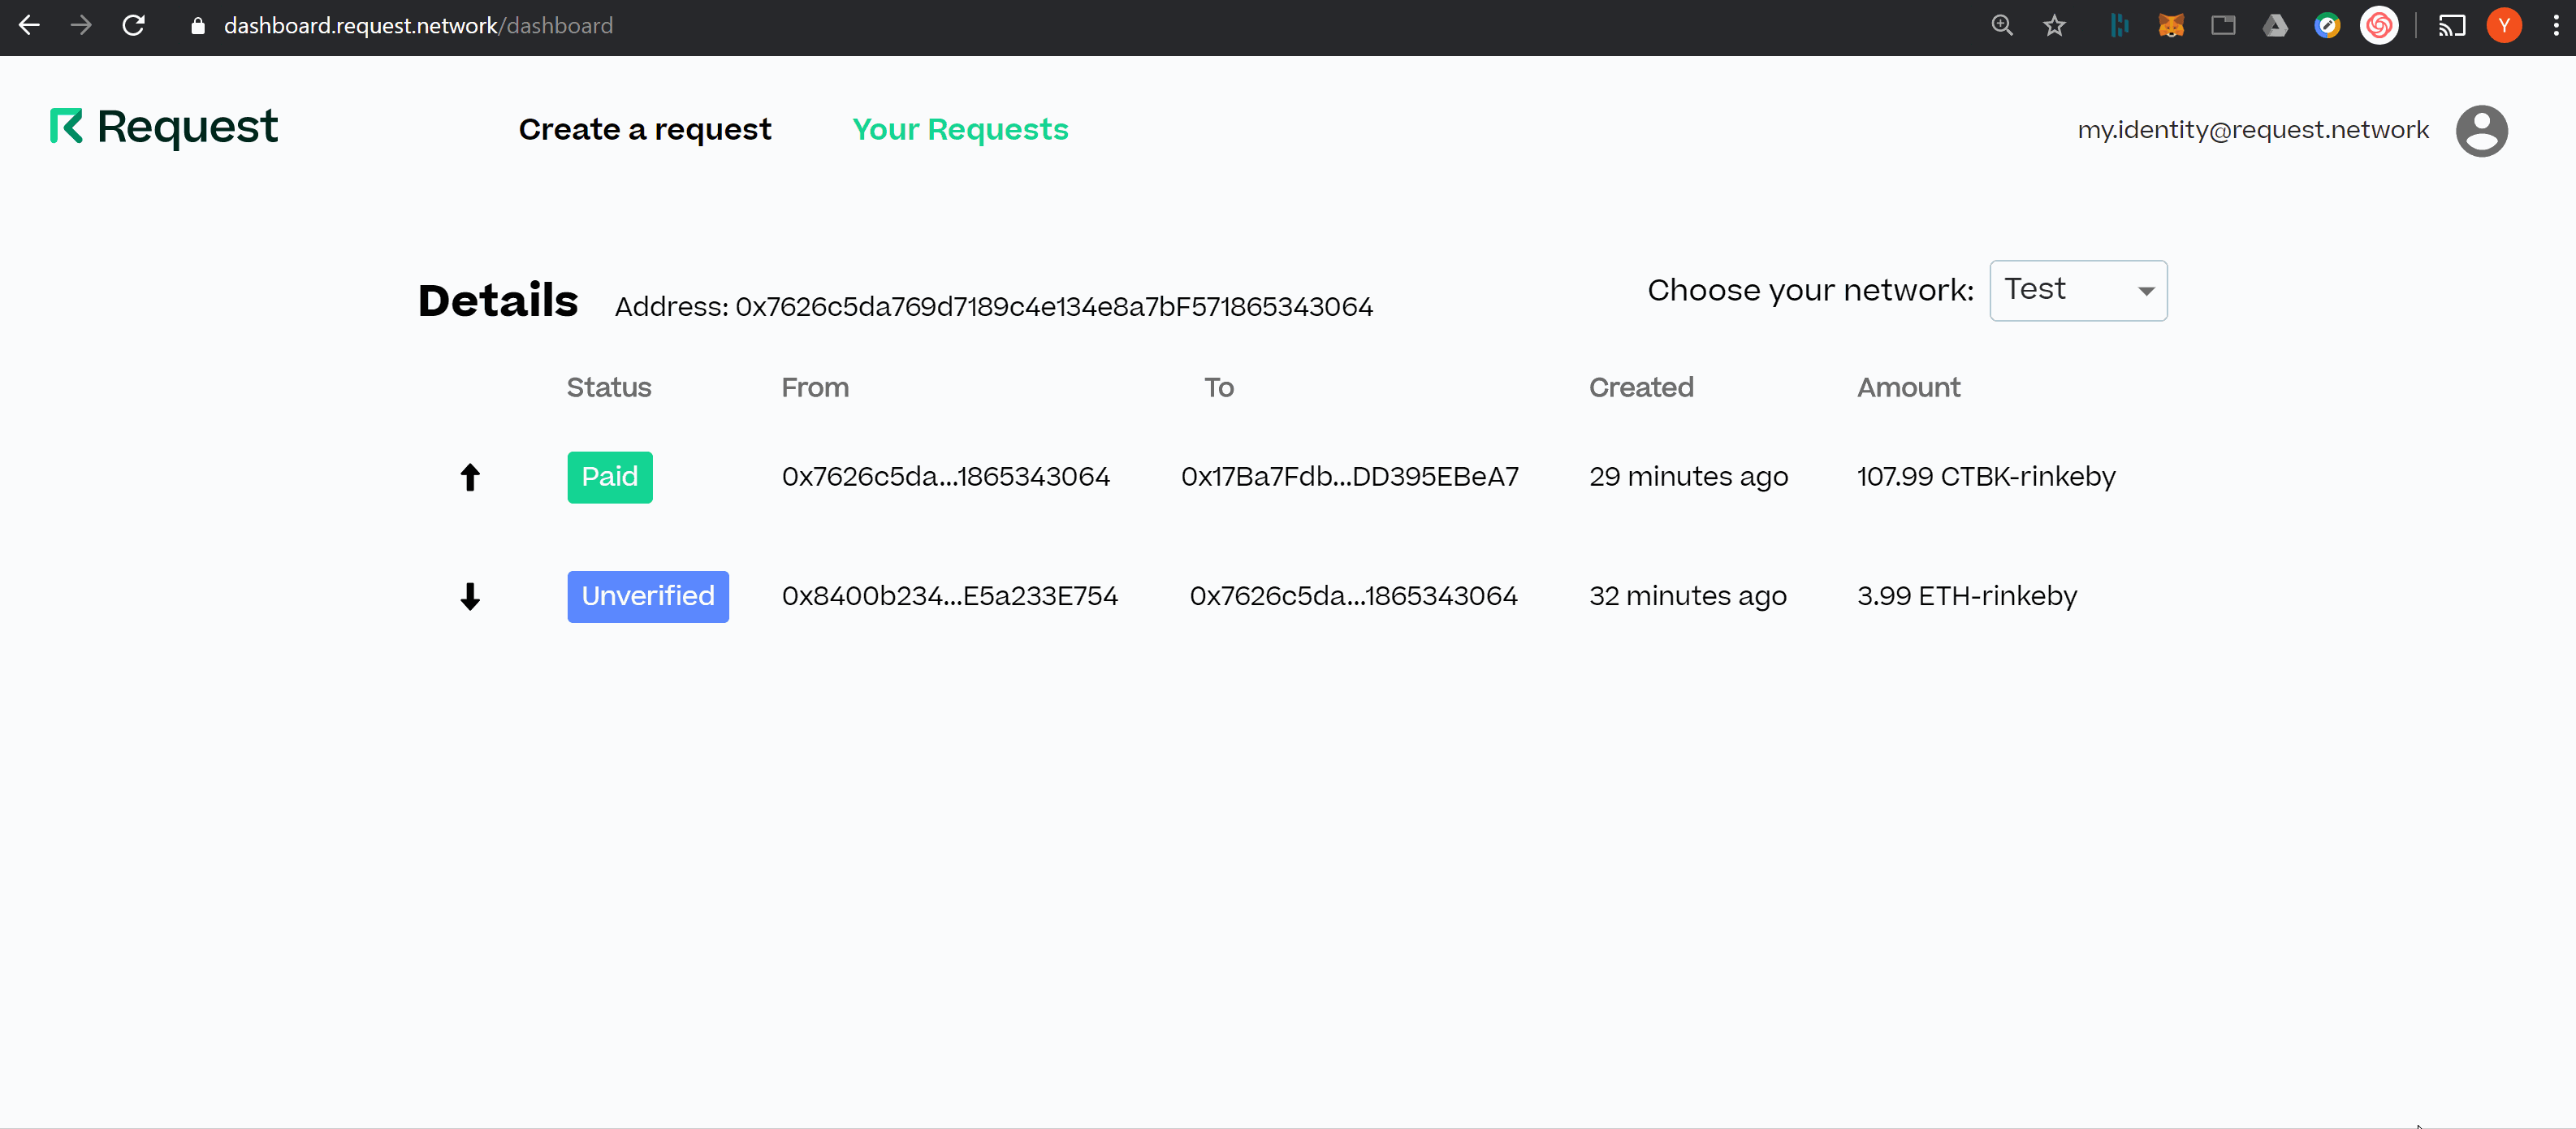 dashboard.request.network/dashboard
Y
Request Create a request Your Requests my.identity@request.network
Details Address: 0x7626c5da769d7189c4e134e8a7bF571865343064 Choose your network: Test
Status From To Created Amount
Paid 0x7626c5da...1865343064 0x17Ba7Fdb...DD395EBeA7 29 minutes ago 107.99 CTBK-rinkeby
Unverified 0x8400b234...E5a233E754 0x7626c5da...1865343064 32 minutes ago 3.99 ETH-rinkeby